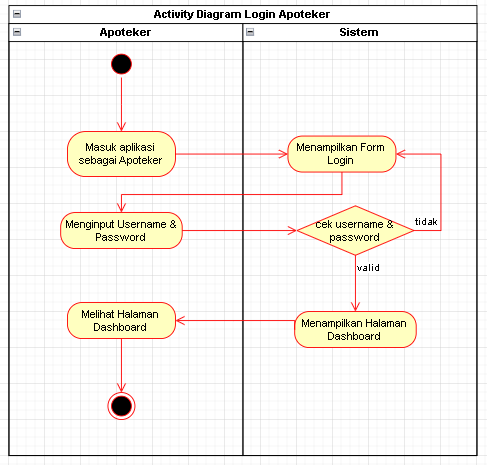 Activity Diagram Login Apoteker
Apoteker
Sistem
Masuk aplikasi
sebagai Apoteker
Menampilkan Form
Login
Menginput Username &
Password
cek username &
password
tidak
valid
Melihat Halaman
Dashboard
Menampilkan Halaman
Dashboard